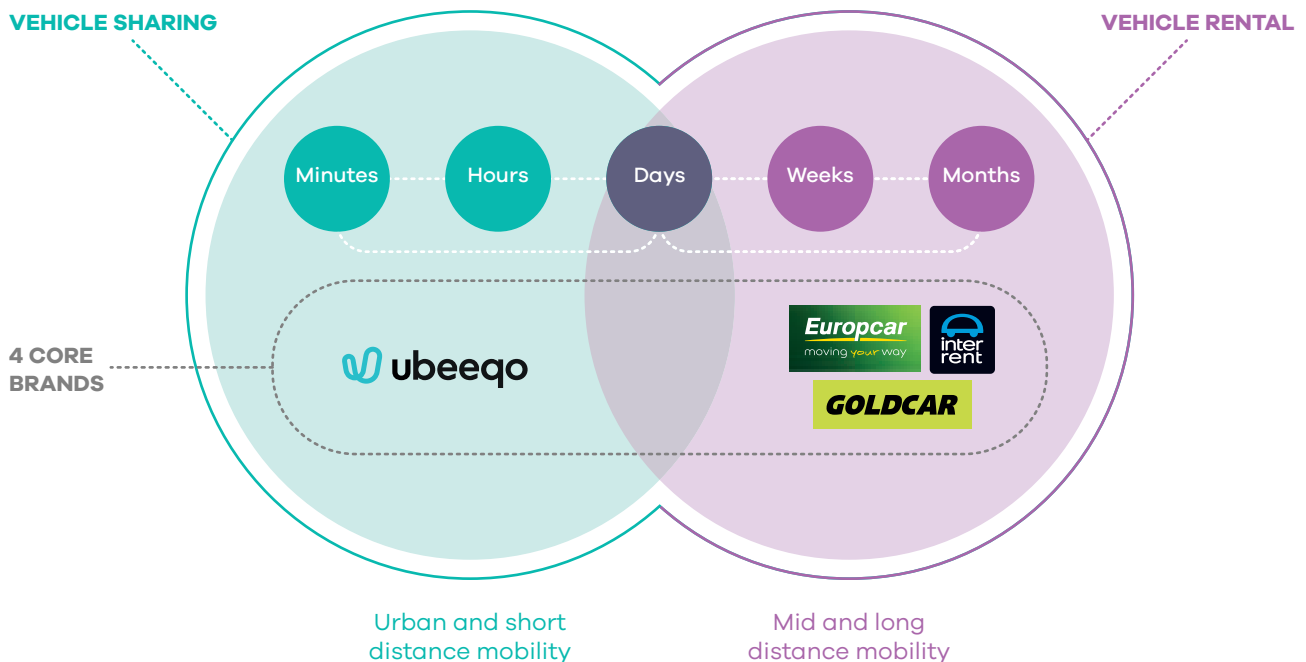 VEHICLE SHARING
VEHICLE RENTAL
Minutes
Hours
Days
Weeks
Months
4 CORE
BRANDS
ubeeqo
Europcar
moving your way
inter
rent
GOLDCAR
Urban and short
distance mobility
Mid and long
distance mobility